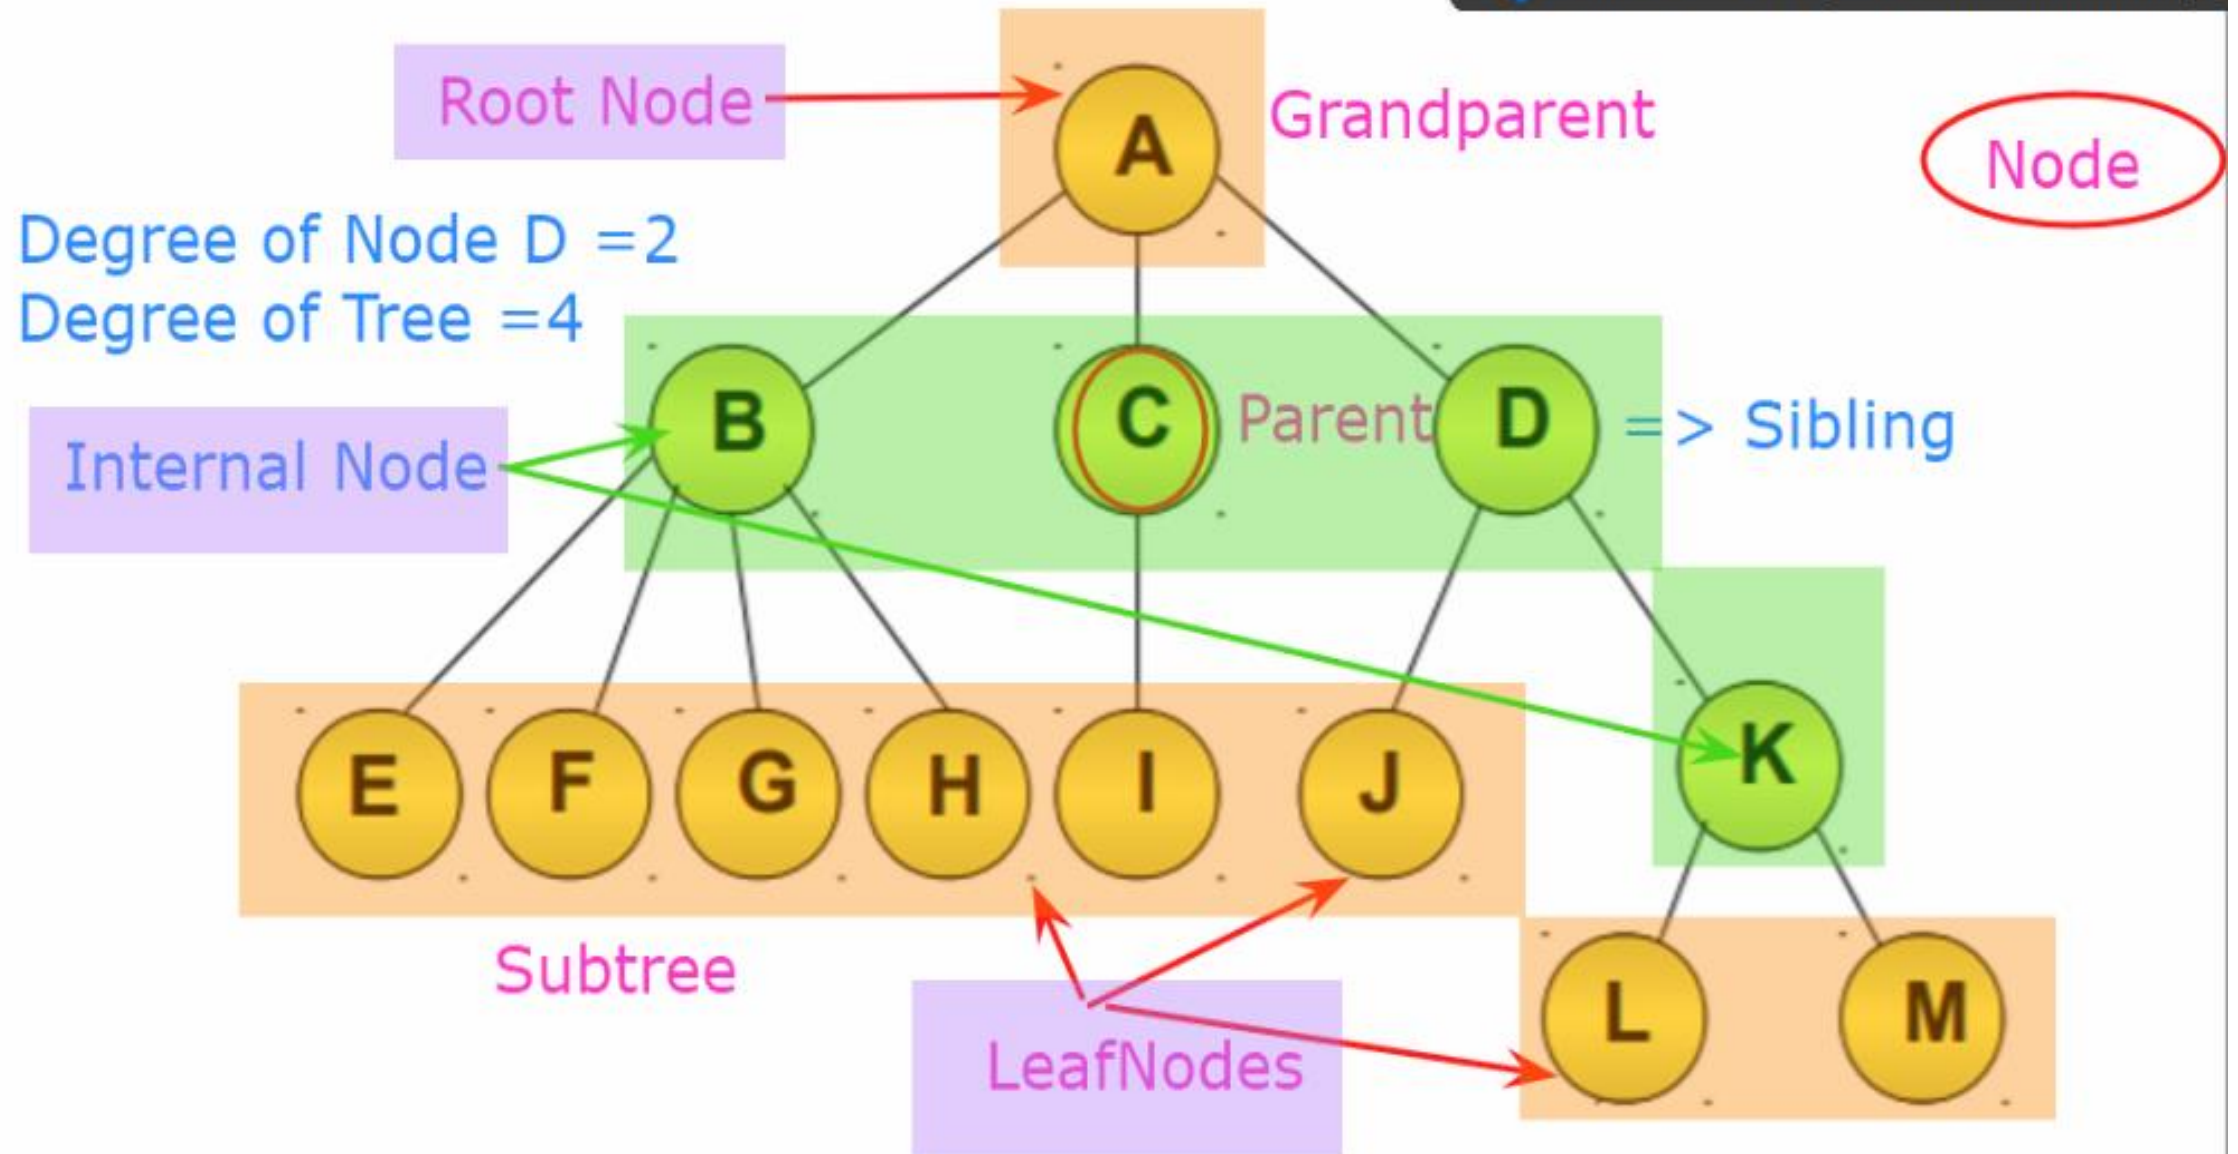 Root Node
A
Grandparent
Node
Degree of Node D =2
Degree of Tree =4
B
C
Parent
D
=> Sibling
Internal Node
E
F
G
H
I
J
K
Subtree
LeafNodes
L
M